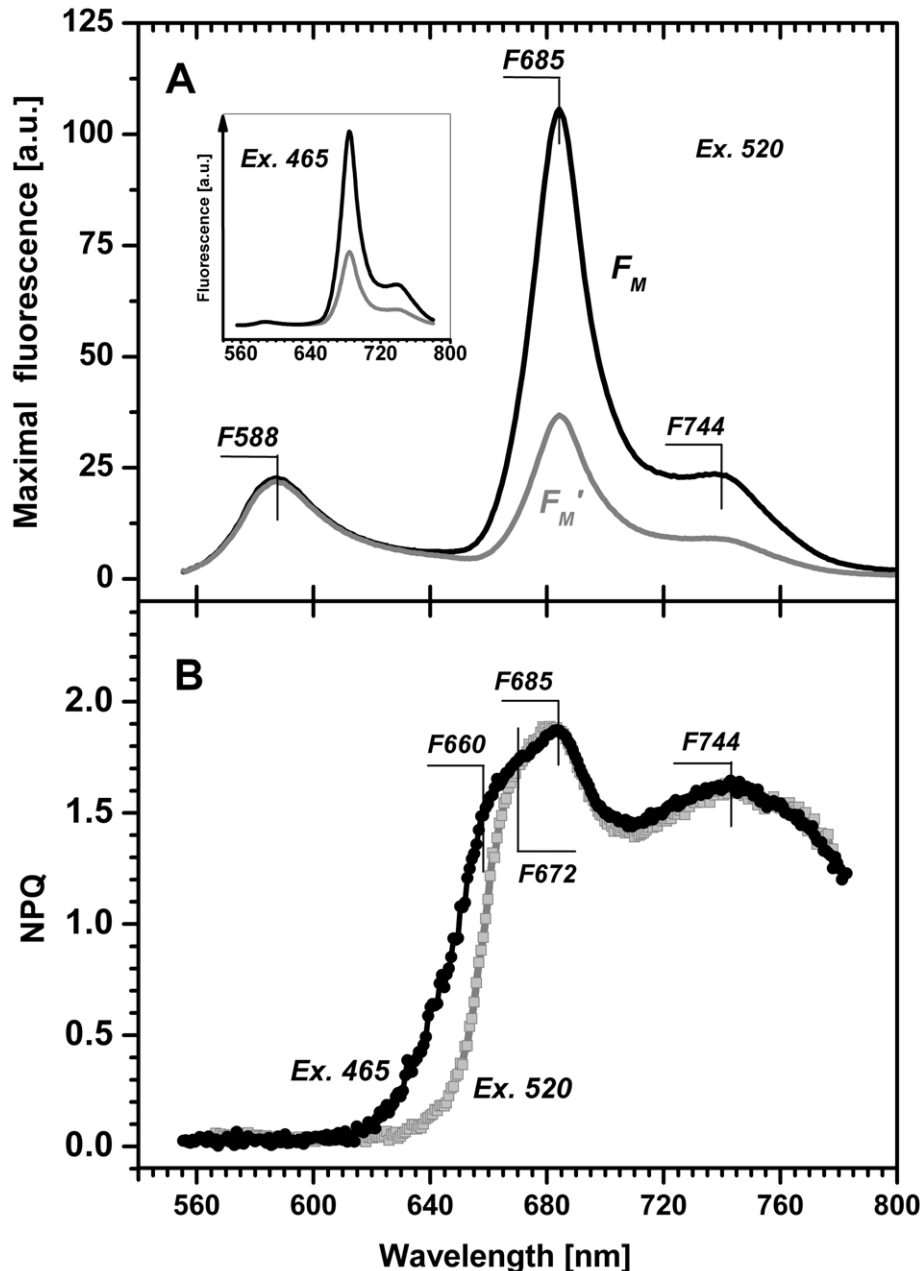 A
Maximal fluorescence [a.u.]
125
100
75
50
25
0
F685
Ex. 520
F_M
F_M'
F588
F744
Ex. 465
Fluorescence [a.u.]
560 640 720 800
B
NPQ
2.0
1.5
1.0
0.5
0.0
F685
F660
F744
F672
Ex. 465
Ex. 520
560 600 640 680 720 760 800
Wavelength [nm]